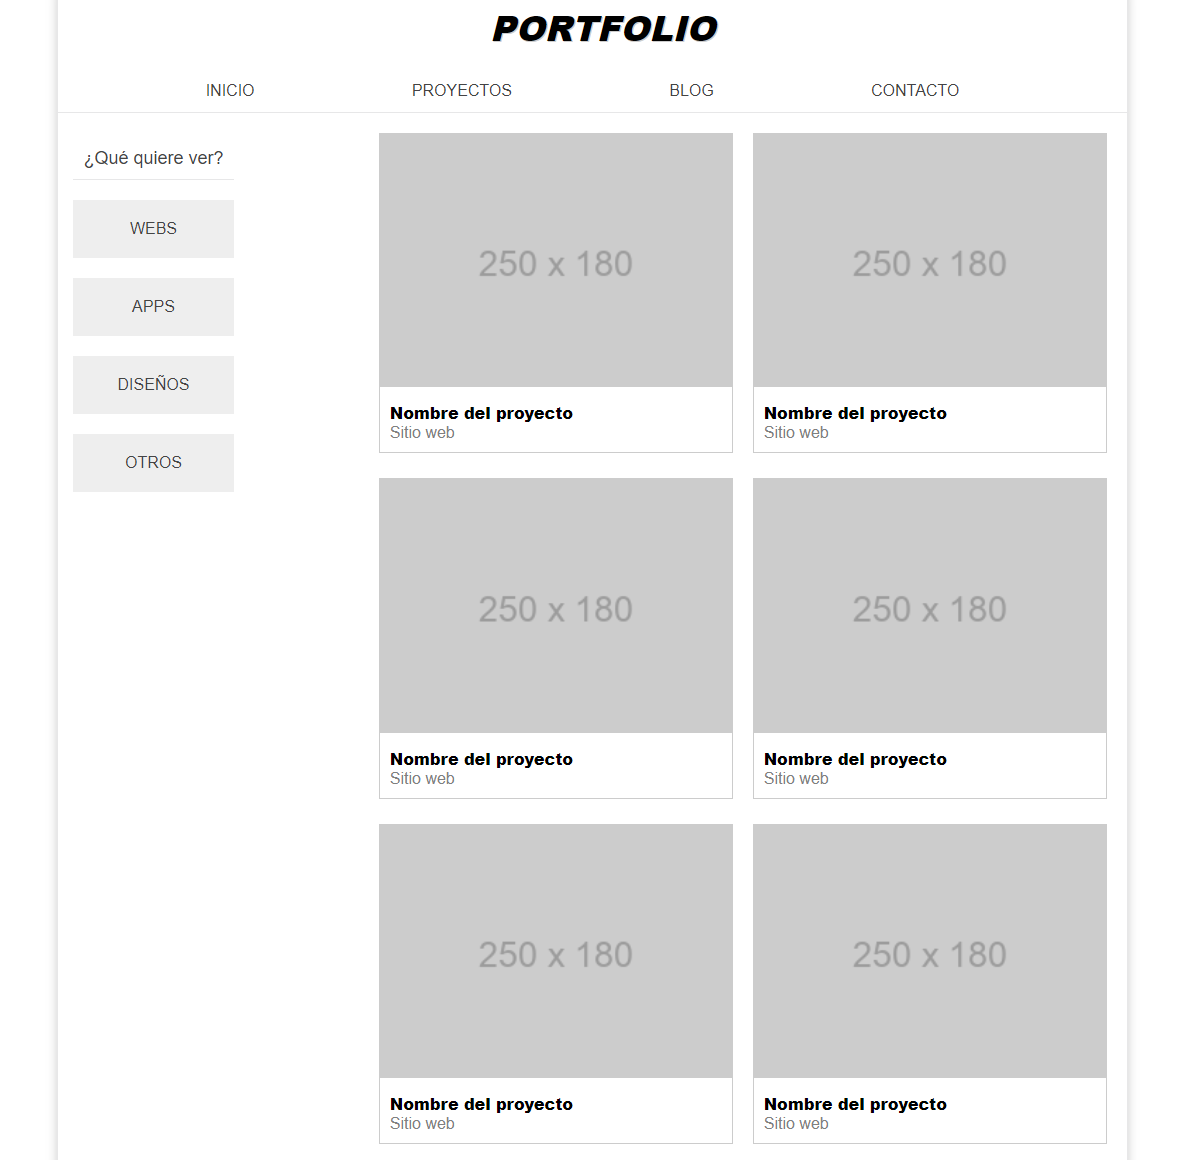 PORTFOLIO
INICIO PROYECTOS BLOG CONTACTO
¿Qué quiere ver?
WEBS
APPS
DISEÑOS
OTROS
250 x 180 250 x 180
Nombre del proyecto Nombre del proyecto
Sitio web Sitio web
250 x 180 250 x 180
Nombre del proyecto Nombre del proyecto
Sitio web Sitio web
250 x 180 250 x 180
Nombre del proyecto Nombre del proyecto
Sitio web Sitio web